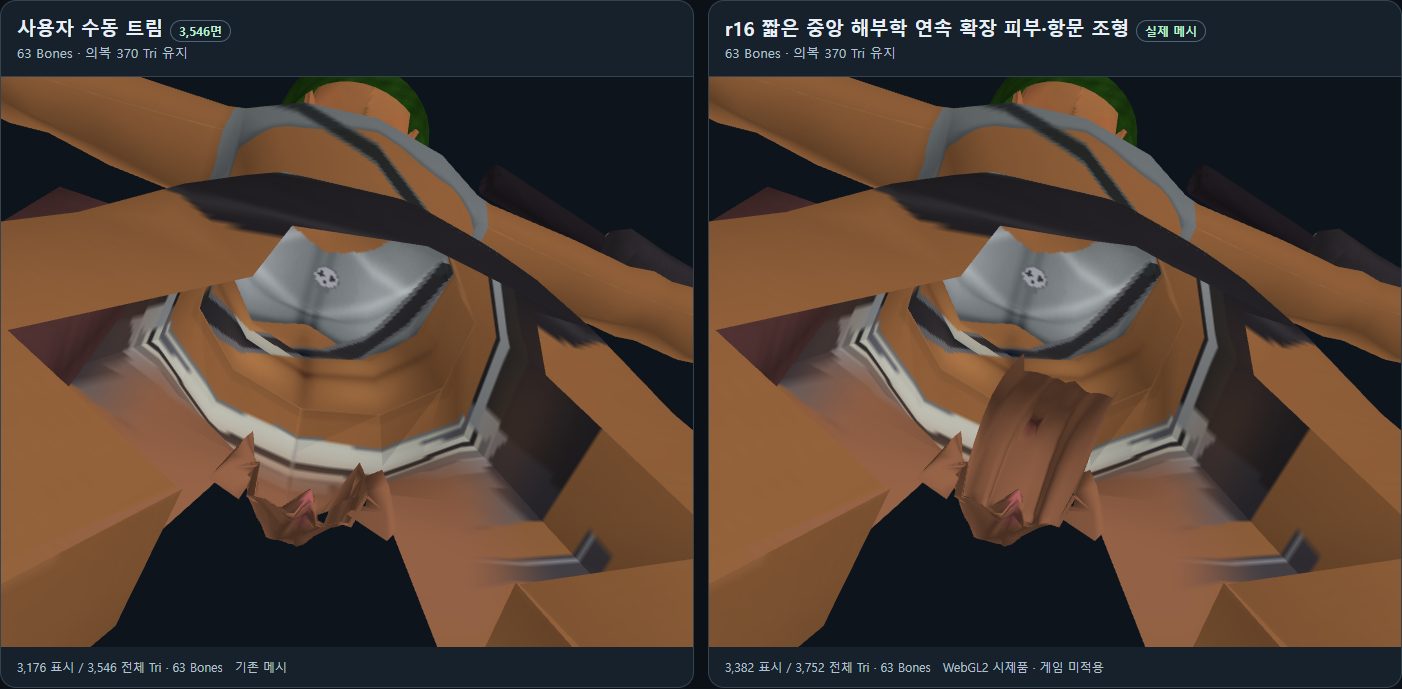 사용자 수동 트림 3,546면
63 Bones · 의복 370 Tri 유지
3,176 표시 / 3,546 전체 Tri · 63 Bones 기존 메시
r16 짧은 중앙 해부학 연속 확장 피부·항문 조형 실제 메시
63 Bones · 의복 370 Tri 유지
3,382 표시 / 3,752 전체 Tri · 63 Bones WebGL2 시제품 · 게임 미적용